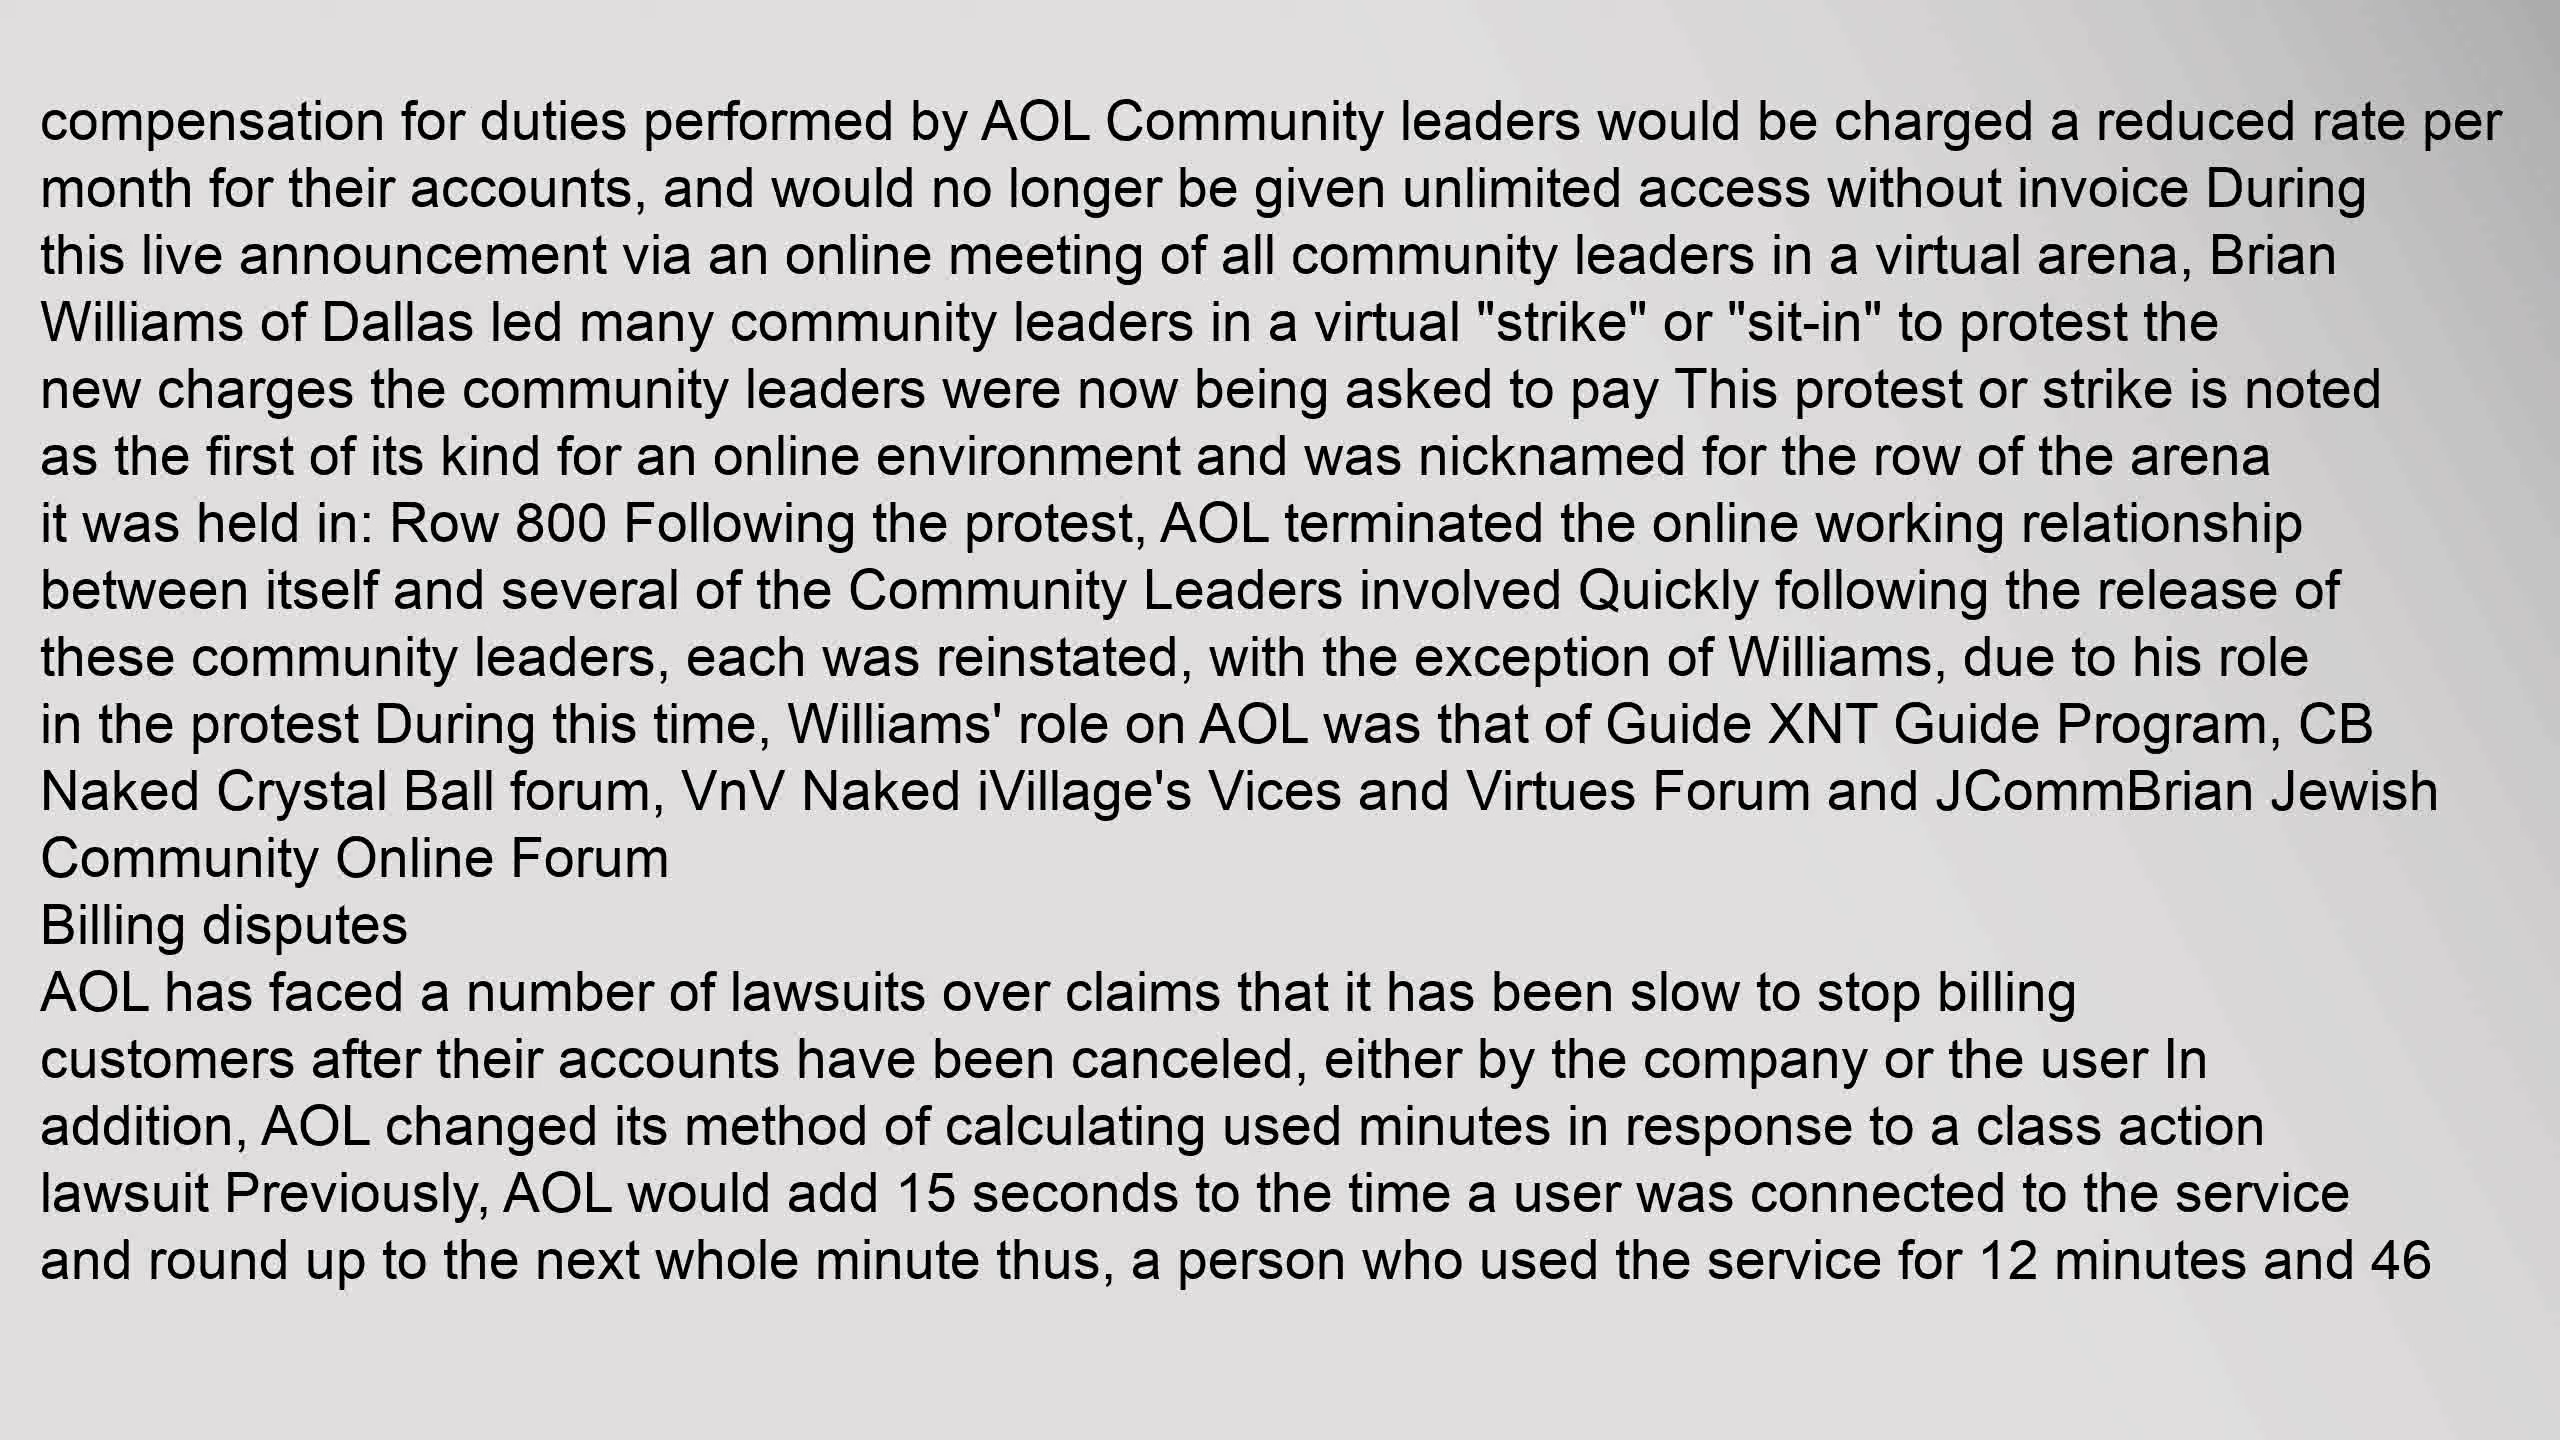 compensation for duties performed by AOL Community leaders would be charged a reduced rate per
month for their accounts, and would no longer be given unlimited access without invoice During
this live announcement via an online meeting of all community leaders in a virtual arena, Brian
Williams of Dallas led many community leaders in a virtual "strike" or "sit-in" to protest the
new charges the community leaders were now being asked to pay This protest or strike is noted
as the first of its kind for an online environment and was nicknamed for the row of the arena
it was held in: Row 800 Following the protest, AOL terminated the online working relationship
between itself and several of the Community Leaders involved Quickly following the release of
these community leaders, each was reinstated, with the exception of Williams, due to his role
in the protest During this time, Williams' role on AOL was that of Guide XNT Guide Program, CB
Naked Crystal Ball forum, VnV Naked iVillage's Vices and Virtues Forum and JCommBrian Jewish
Community Online Forum
Billing disputes
AOL has faced a number of lawsuits over claims that it has been slow to stop billing
customers after their accounts have been canceled, either by the company or the user In
addition, AOL changed its method of calculating used minutes in response to a class action
lawsuit Previously, AOL would add 15 seconds to the time a user was connected to the service
and round up to the next whole minute thus, a person who used the service for 12 minutes and 46